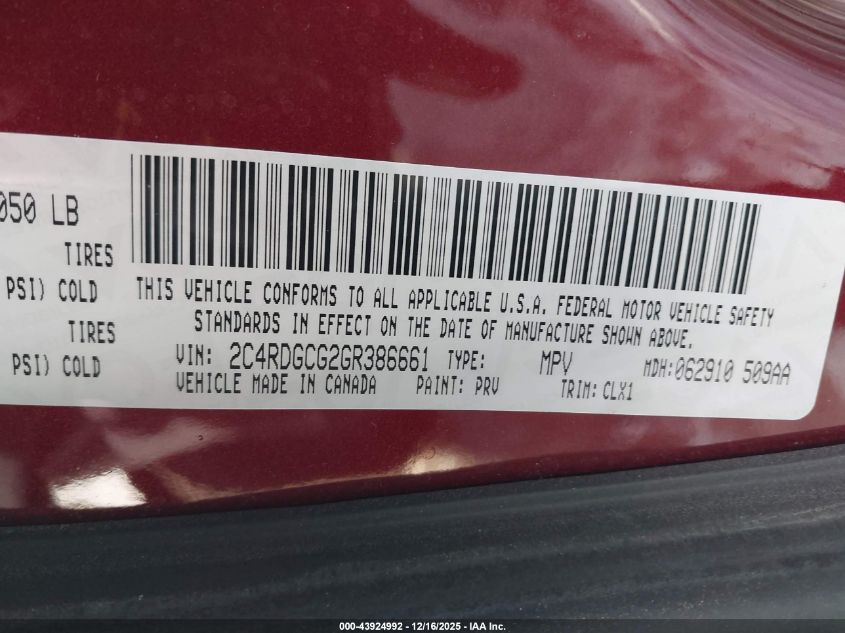 050 LB
TIRES
PSI) COLD
TIRES
PSI) COLD
THIS VEHICLE CONFORMS TO ALL APPLICABLE U.S.A. FEDERAL MOTOR VEHICLE SAFETY
STANDARDS IN EFFECT ON THE DATE OF MANUFACTURE SHOWN ABOVE.
VIN: 2C4RDGCG2GR386661 TYPE: MPV MDH:062910 509AA
VEHICLE MADE IN CANADA PAINT: PRV TRIM: CLX1
000-43924992 - 12/16/2025 - IAA Inc.